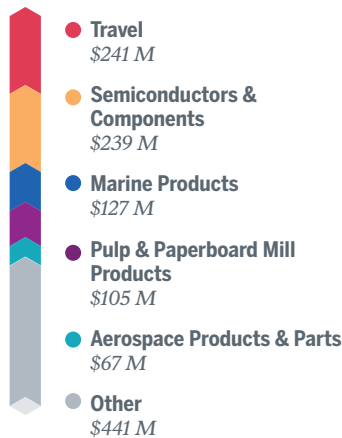 Travel
$241 M
Semiconductors &
Components
$239 M
Marine Products
$127 M
Pulp & Paperboard Mill
Products
$105 M
Aerospace Products & Parts
$67 M
Other
$441 M